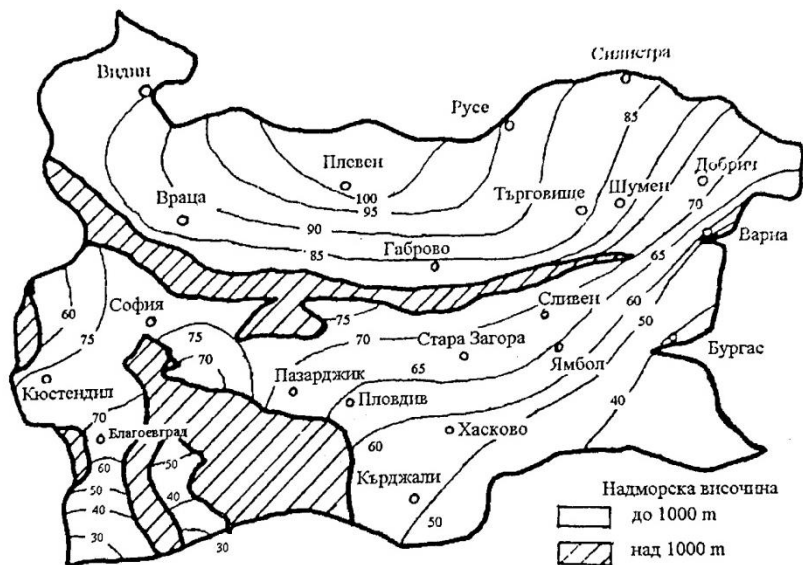 Силистра
Видин
Русе
85
Плевен
Добрич
100
Търговище
Шумен
95
70
Враца
90
Варна
85
Габрово
65
60
София
60
75
Сливен
50
75
75
70
Стара Загора
70
Бургас
65
Ямбол
Пазарджик
Кюстендил
Пловдив
40
70
Благоевград
60
Хасково
60
50
Кърджали
50
40
40
50
Надморска височина
до 1000 m
30
30
над 1000 m